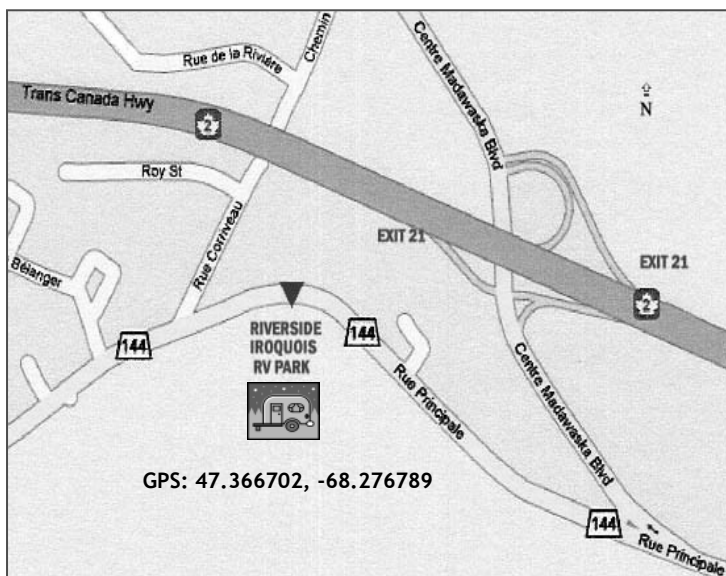 Rue de la Rivière
Chemin
Centre Madawaska Blvd
Trans Canada Hwy
2
N
Roy St
Rue Corriveau
EXIT 21
EXIT 21
2
Bélanger
144
RIVERSIDE
IROQUOIS
RV PARK
144
Rue Principale
Centre Madawaska Blvd
GPS: 47.366702, -68.276789
144
Rue Principale